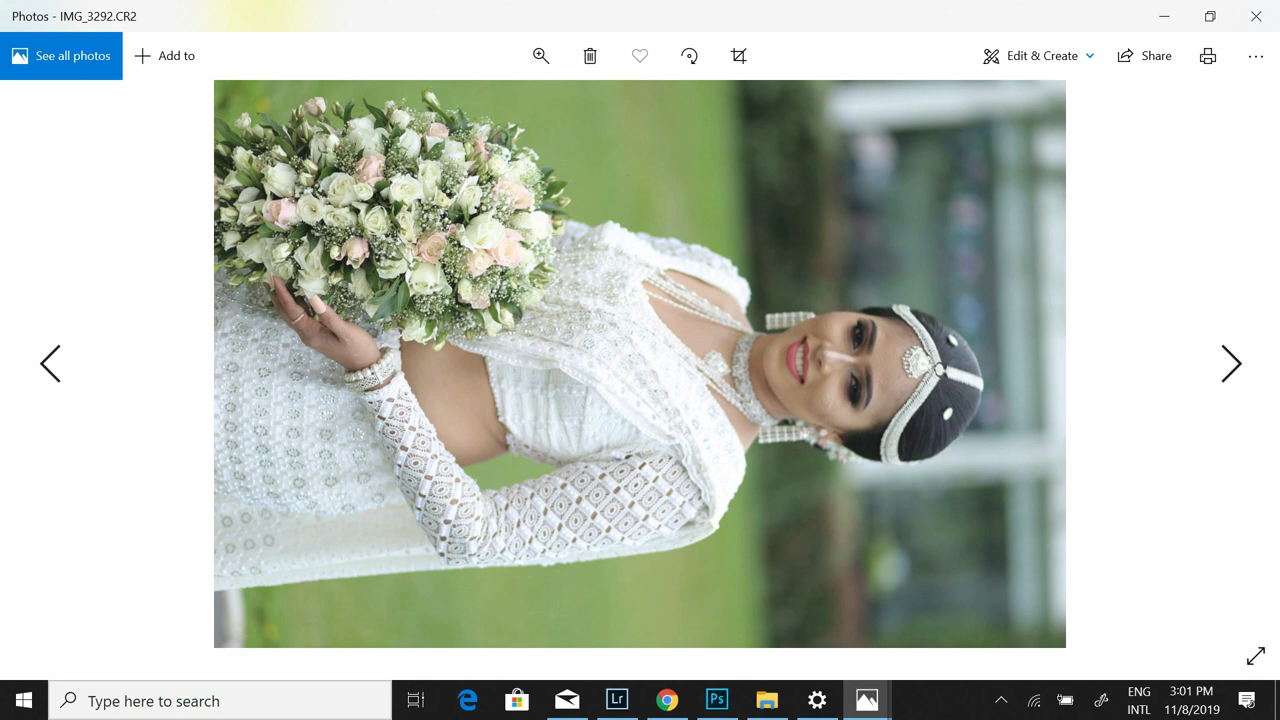 Photos - IMG_3292.CR2
See all photos
Add to
Edit & Create
Share
Type here to search
Lr
Ps
ENG
INTL
3:01 PM
11/8/2019